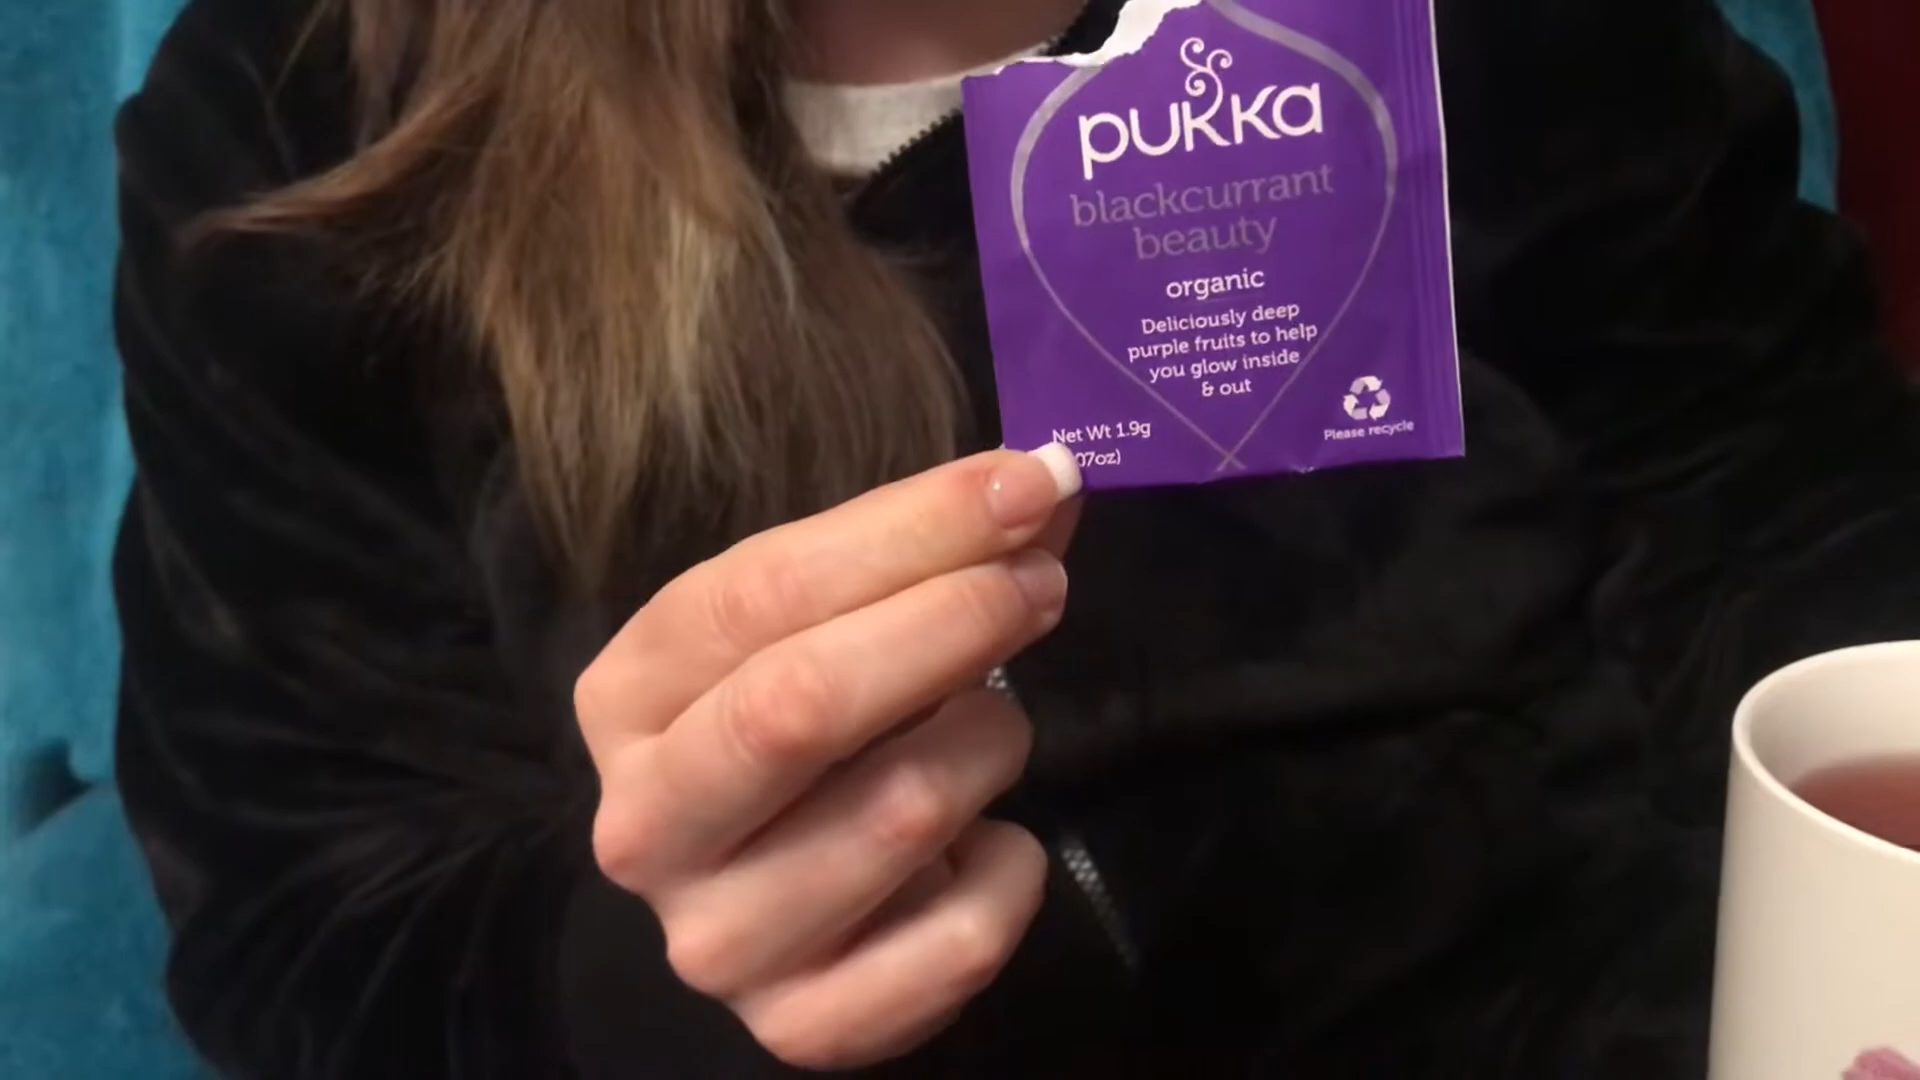 pukka
blackcurrant
beauty
organic
Deliciously deep
purple fruits to help
you glow inside
& out
Net Wt 1.9g
07oz)
Please recycle